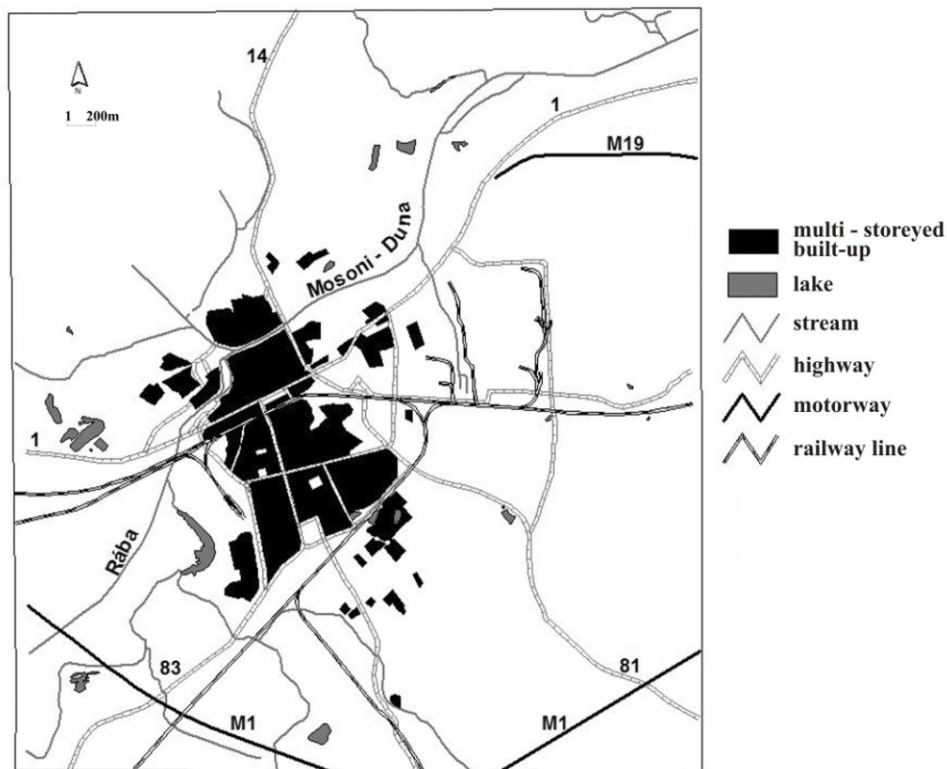 14
N
1 200m
1
M19
Mosoni - Duna
1
Rába
83
81
M1
M1
multi - storeyed
built-up
lake
stream
highway
motorway
railway line